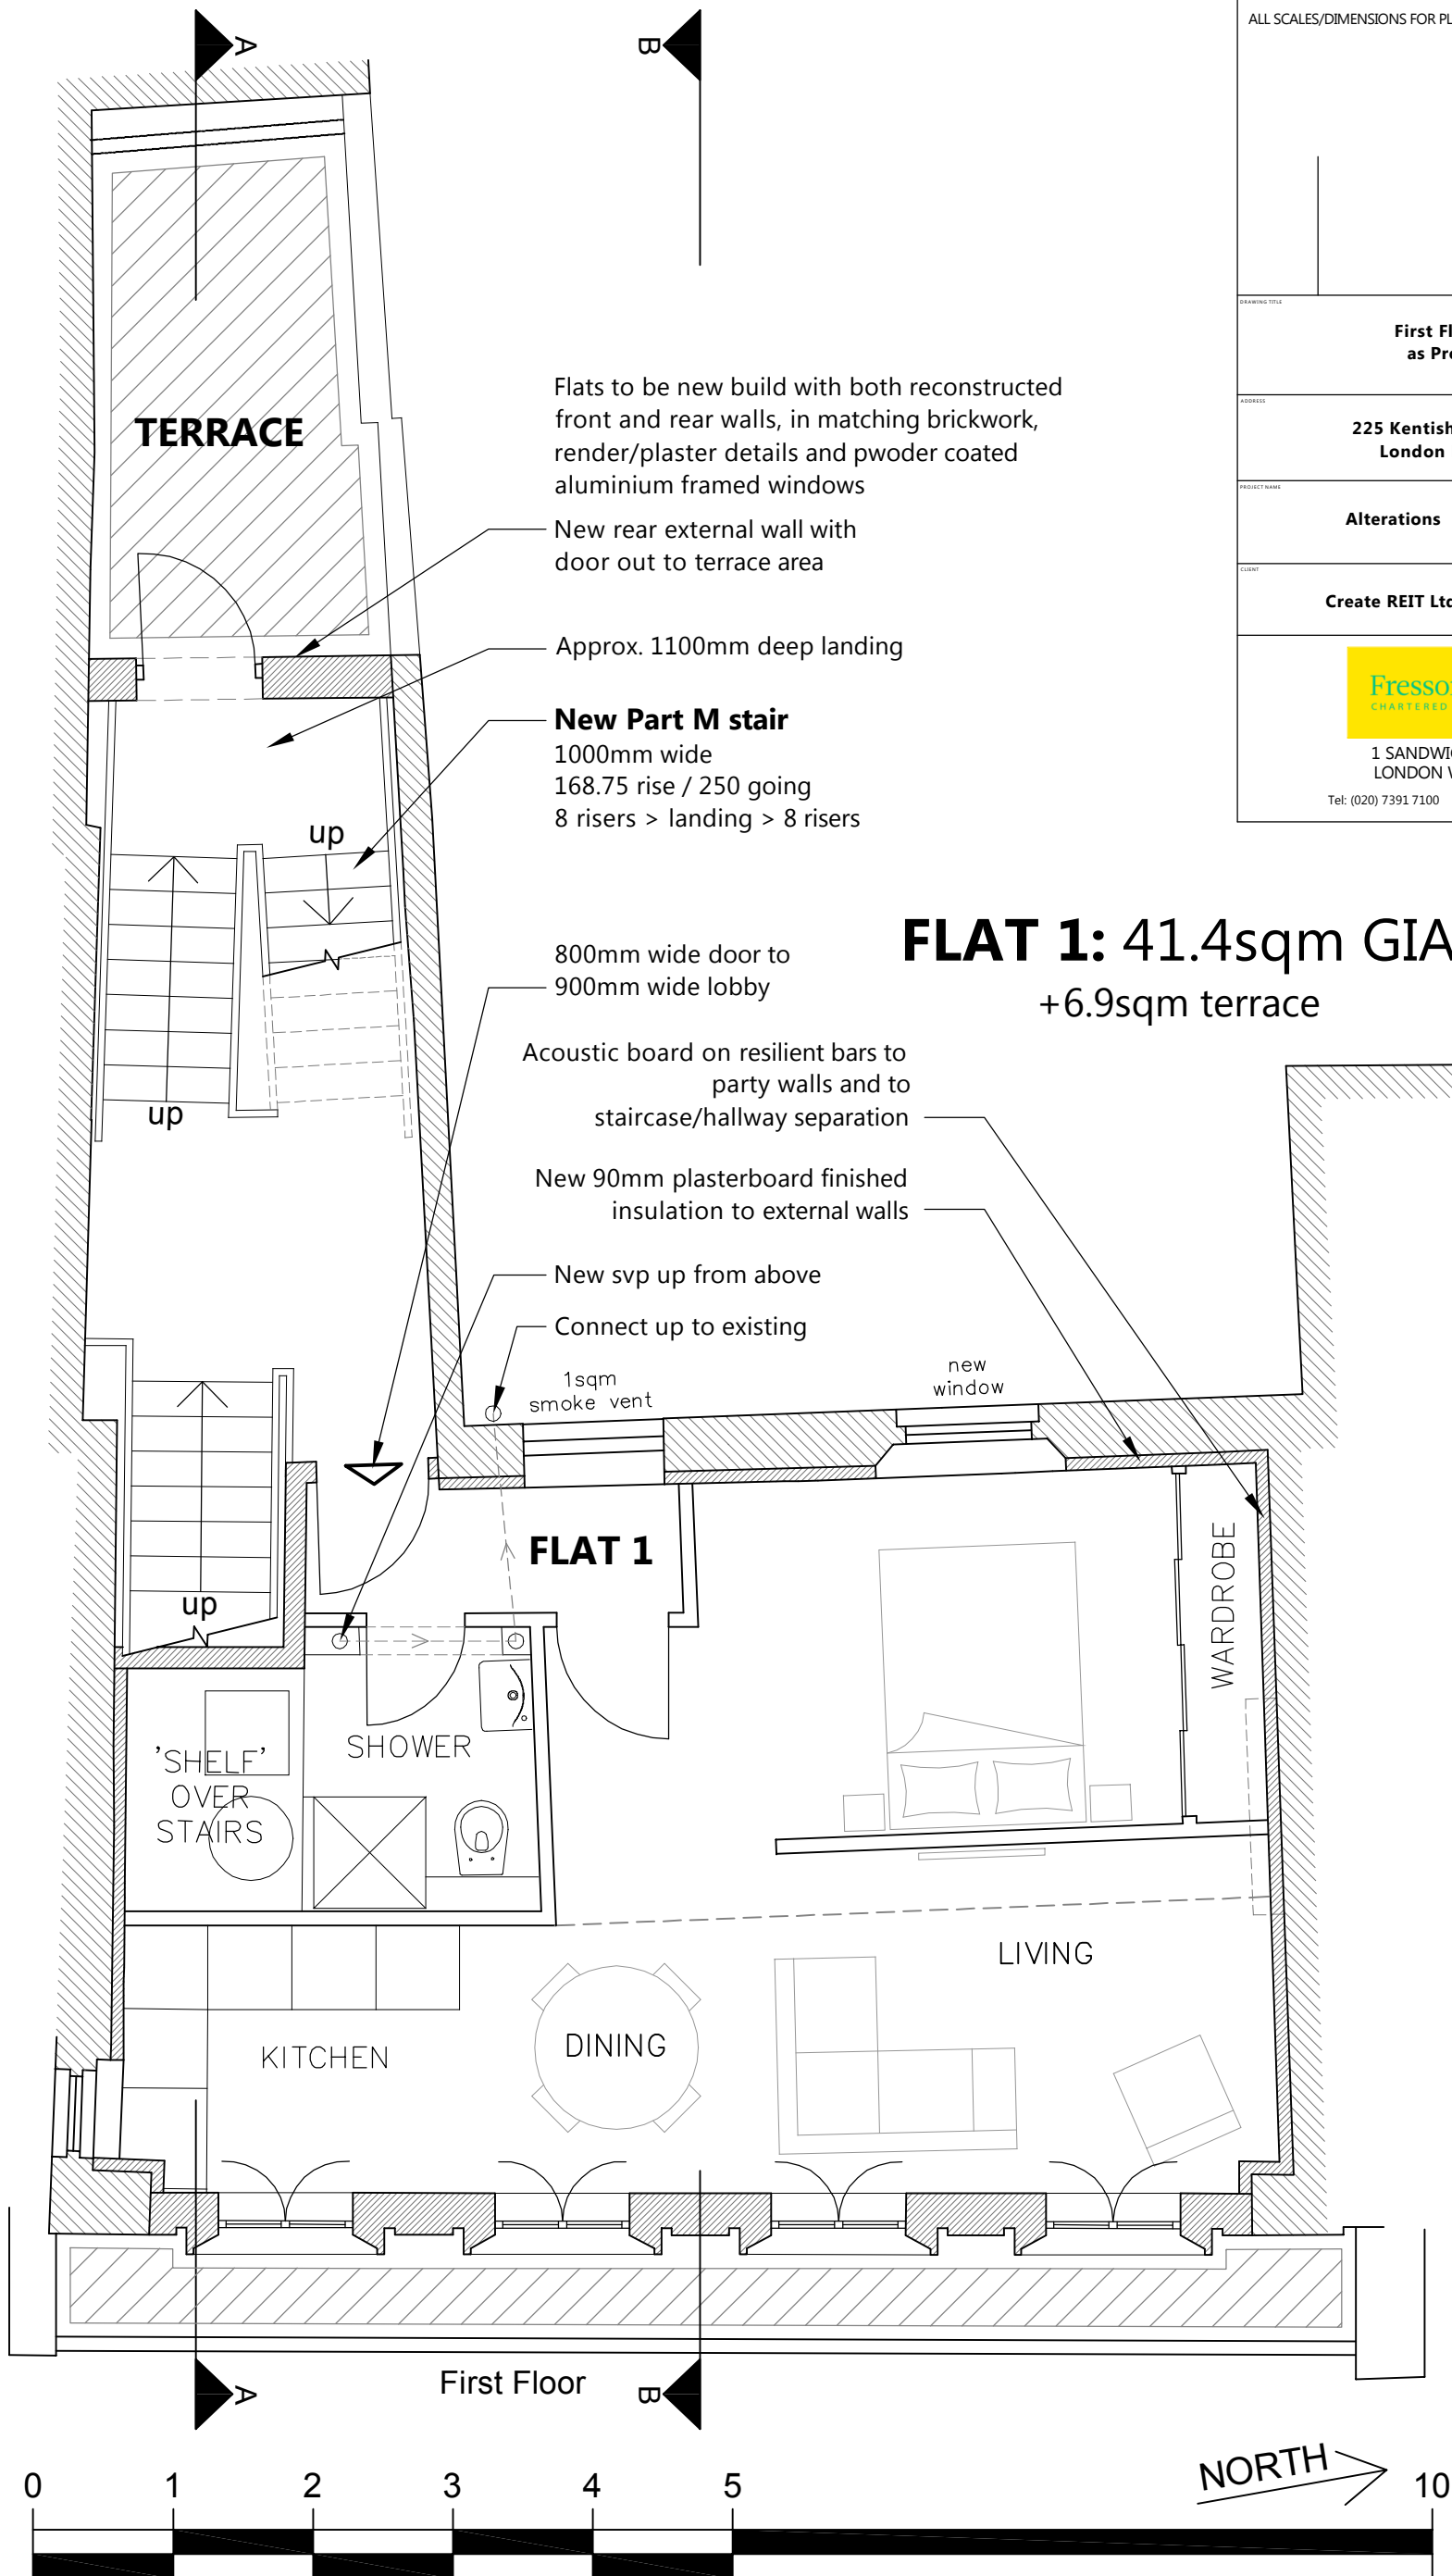 A
B
ALL SCALES/DIMENSIONS FOR PL
DRAWING TITLE
First Fl
as Pr
ADDRESS
225 Kentish
London
PROJECT NAME
Alterations
CLIENT
Create REIT Ltd
Fresso
CHARTERED
1 SANDWI
LONDON W
Tel: (020) 7391 7100
TERRACE
Flats to be new build with both reconstructed
front and rear walls, in matching brickwork,
render/plaster details and pwoder coated
aluminium framed windows
New rear external wall with
door out to terrace area
Approx. 1100mm deep landing
New Part M stair
1000mm wide
168.75 rise / 250 going
8 risers > landing > 8 risers
up
up
FLAT 1: 41.4sqm GIA
+6.9sqm terrace
800mm wide door to
900mm wide lobby
Acoustic board on resilient bars to
party walls and to
staircase/hallway separation
New 90mm plasterboard finished
insulation to external walls
New svp up from above
Connect up to existing
1sqm
smoke vent
new
window
FLAT 1
WARDROBE
up
SHOWER
'SHELF'
OVER
STAIRS
LIVING
KITCHEN
DINING
A
First Floor
B
NORTH
0 1 2 3 4 5 10